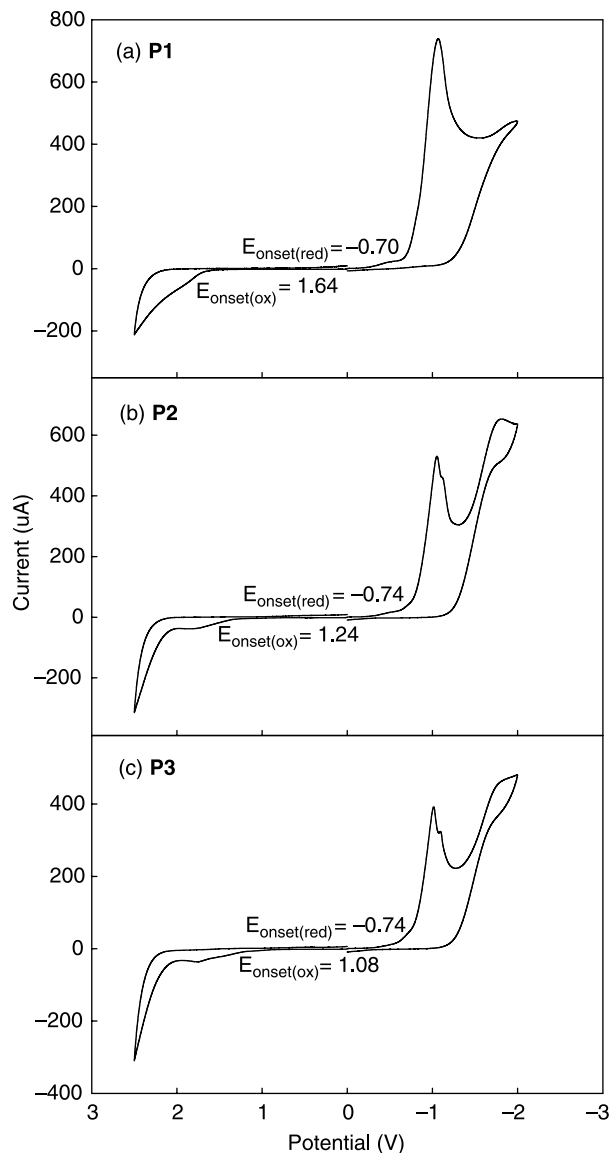 800
(a) P1
600
400
200
E_onset(red) = –0.70
0
E_onset(ox) = 1.64
–200
(b) P2
600
400
200
E_onset(red) = –0.74
0
E_onset(ox) = 1.24
–200
Current (uA)
(c) P3
400
200
E_onset(red) = –0.74
0
E_onset(ox) = 1.08
–200
–400
3 2 1 0 –1 –2 –3
Potential (V)